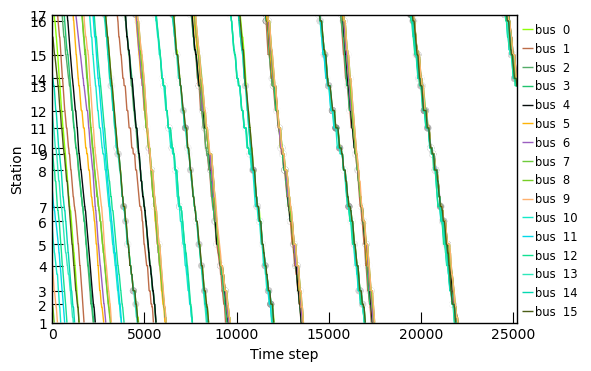 17
16
15
14
13
12
11
10
9
8
7
6
5
4
3
2
1
Station
0 5000 10000 15000 20000 25000
Time step
bus 0
bus 1
bus 2
bus 3
bus 4
bus 5
bus 6
bus 7
bus 8
bus 9
bus 10
bus 11
bus 12
bus 13
bus 14
bus 15